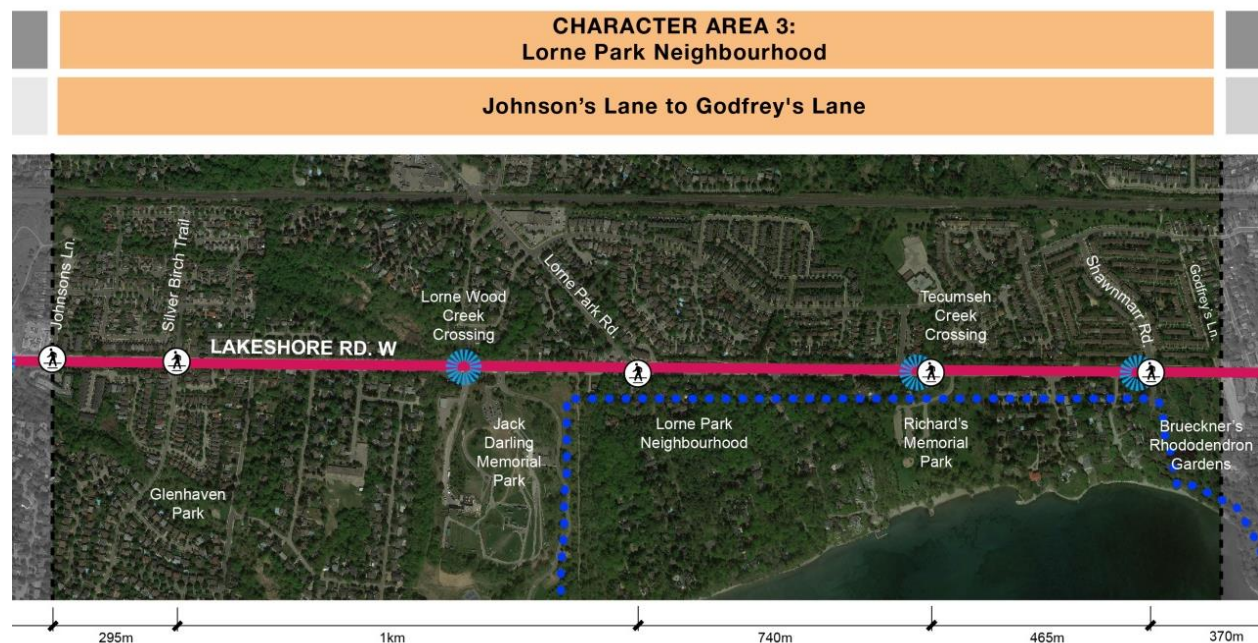 CHARACTER AREA 3:
Lorne Park Neighbourhood
Johnson's Lane to Godfrey's Lane
Johnsons Ln.
Silver Birch Trail
Lorne Wood
Creek
Crossing
Lorne Park Rd.
Tecumseh
Creek
Crossing
Shawnmarr Rd.
Godfrey's Ln.
LAKESHORE RD. W
Jack
Darling
Memorial
Park
Lorne Park
Neighbourhood
Richard's
Memorial
Park
Brueckner's
Rhododendron
Gardens
Glenhaven
Park
295m
1km
740m
465m
370m